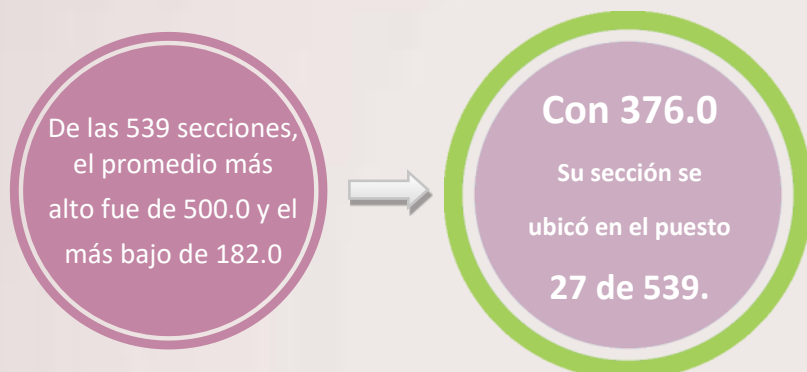 De las 539 secciones,
el promedio más
alto fue de 500.0 y el
más bajo de 182.0
Con 376.0
Su sección se
ubicó en el puesto
27 de 539.